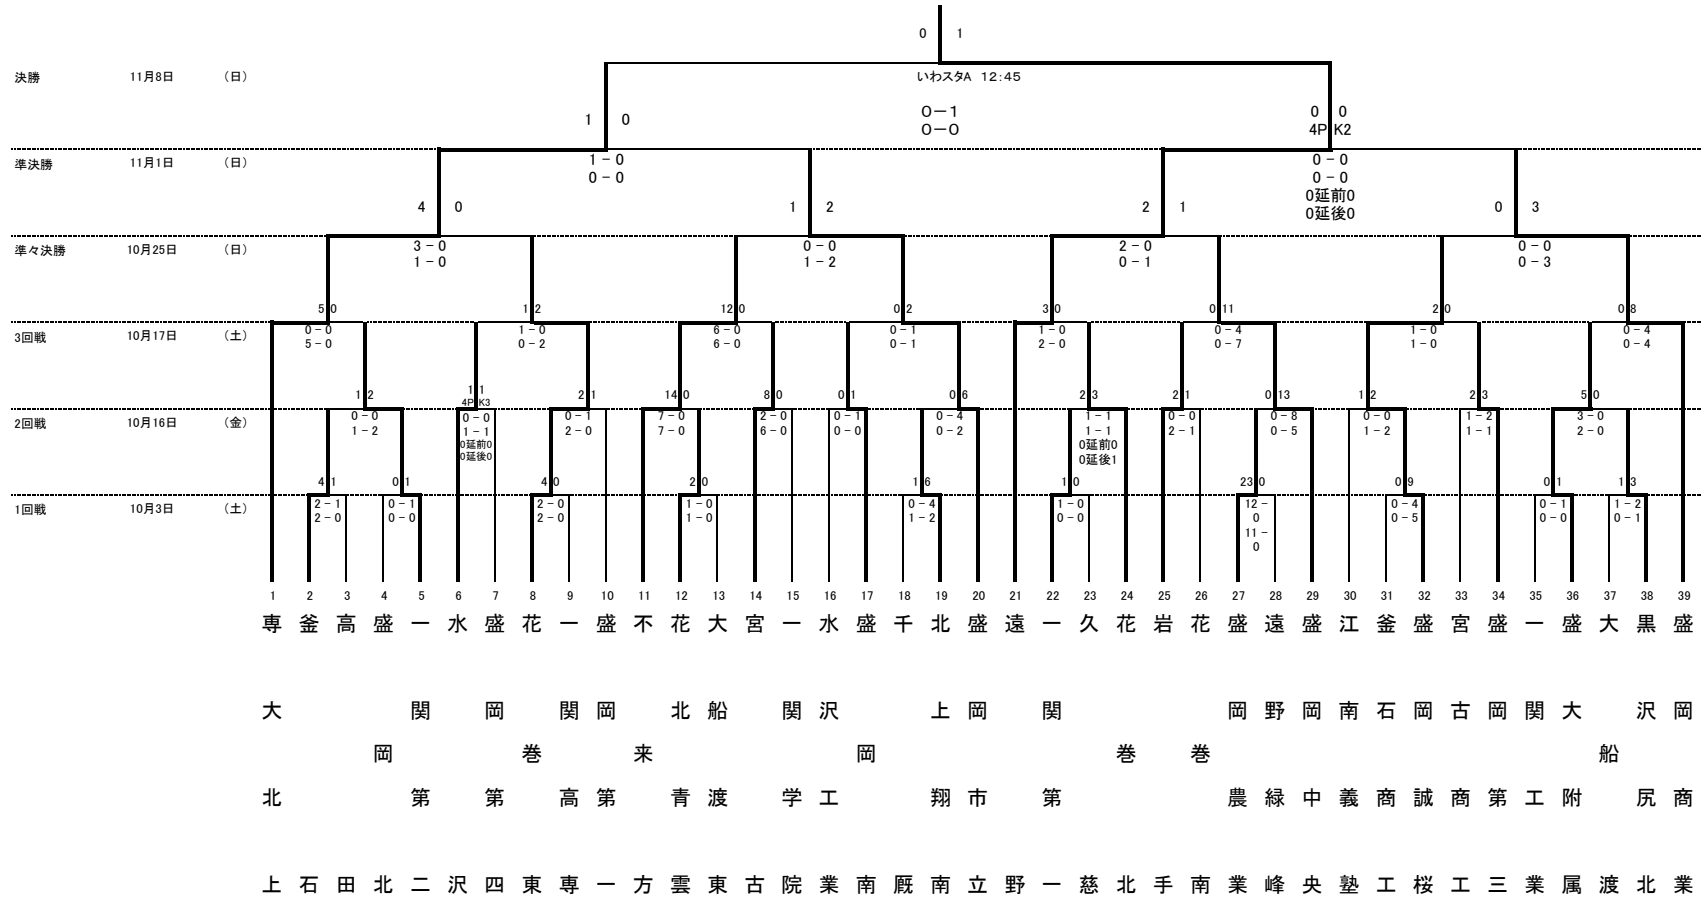 0 1
決勝 11月8日 （日） いわスタA 12:45
0－1 0 0
1 0 0－0 4P K2
準決勝 11月1日 （日） 1－0 0－0
0－0 0－0
0延前0
4 0 1 2 2 1 0延後0 0 3
準々決勝 10月25日 （日） 3－0 0－0 2－0 0－0
1－0 1－2 0－1 0－3
5 0 1 2 12 0 0 2 3 0 0 11 2 0 0 8
3回戦 10月17日 （土） 0－0 1－0 6－0 0－1 1－0 0－4 1－0 0－4
5－0 0－2 6－0 0－1 2－0 0－7 1－0 0－4
1 2 1 1 2 1 14 0 8 0 0 1 0 6 2 3 2 1 0 13 1 2 2 3 5 0
4P K3
2回戦 10月16日 （金） 0－0 0－0 0－1 7－0 2－0 0－1 0－4 1－1 0－0 0－8 0－0 1－2 3－0
1－2 1－1 2－0 7－0 6－0 0－0 0－2 1－1 2－1 0－5 1－2 1－1 2－0
0延前0 0延前0
0延後0 0延後1
4 1 0 1 4 0 2 0 1 6 1 0 23 0 0 9 0 1 1 3
1回戦 10月3日 （土） 2－1 0－1 2－0 1－0 0－4 1－0 12－0 0－4 0－1 1－2
2－0 0－0 2－0 1－0 1－2 0－0 11－0 0－5 0－0 0－1
1 2 3 4 5 6 7 8 9 10 11 12 13 14 15 16 17 18 19 20 21 22 23 24 25 26 27 28 29 30 31 32 33 34 35 36 37 38 39
専大北上
釜石
高田
盛岡北
一関第二
水沢
盛岡第四
花巻東
一関高専
盛岡第一
不来方
花北青雲
大船渡東
宮古
一関学院
水沢工業
盛岡南
千厩
北上翔南
盛岡市立
遠野
一関第一
久慈
花巻北
岩手
花巻南
盛岡農業
遠野緑峰
盛岡中央
江南義塾
釜石商工
盛岡誠桜
宮古商工
盛岡第三
一関工業
盛大附属
大船渡
黒沢尻北
盛岡商業